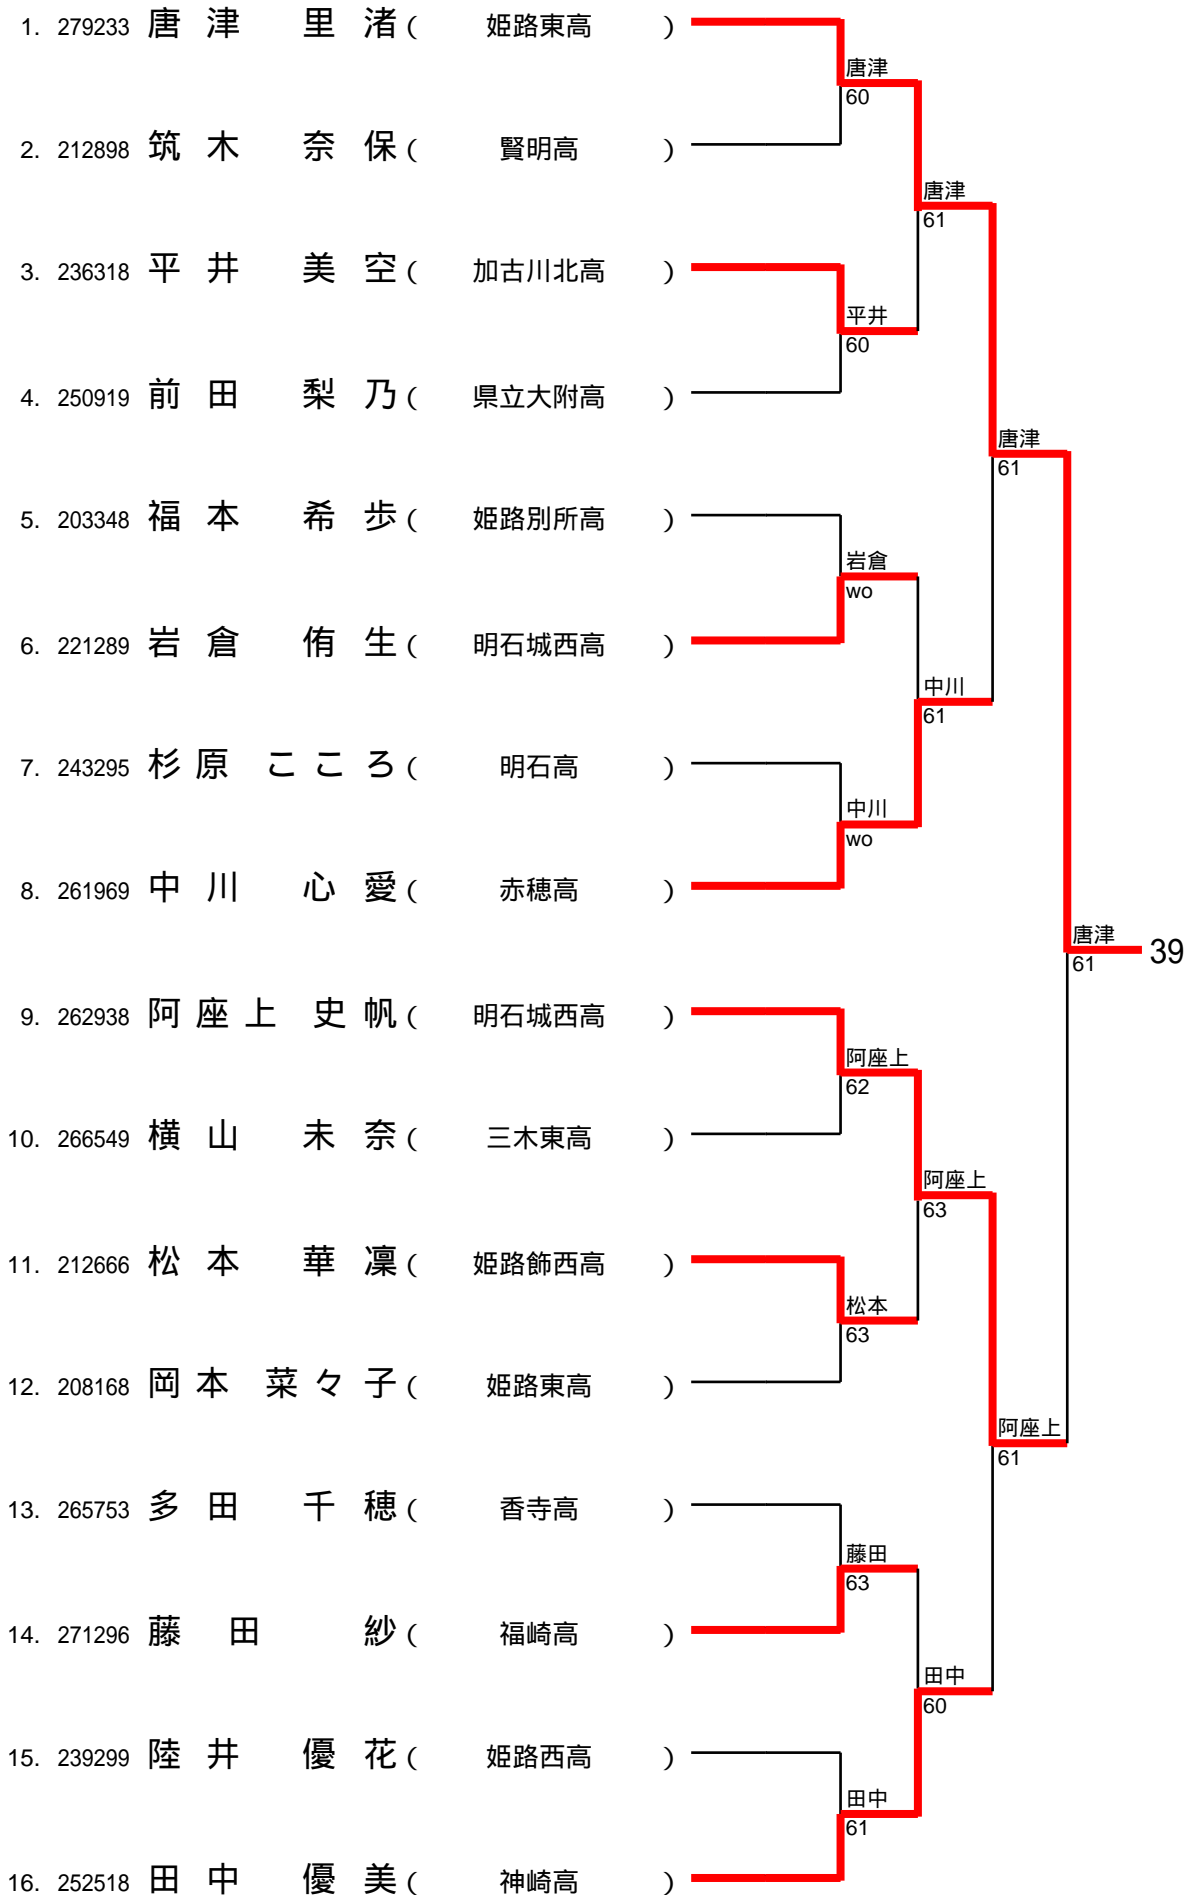 1. 279233 唐津 里渚 ( 姫路東高 )
唐津
60
2. 212898 筑木 奈保 ( 賢明高 )
唐津
61
3. 236318 平井 美空 ( 加古川北高 )
平井
60
4. 250919 前田 梨乃 ( 県立大附高 )
唐津
61
5. 203348 福本 希歩 ( 姫路別所高 )
岩倉
wo
6. 221289 岩倉 侑生 ( 明石城西高 )
中川
61
7. 243295 杉原 こころ ( 明石高 )
中川
wo
8. 261969 中川 心愛 ( 赤穂高 )
唐津
61
39
9. 262938 阿座上 史帆 ( 明石城西高 )
阿座上
62
10. 266549 横山 未奈 ( 三木東高 )
阿座上
63
11. 212666 松本 華凜 ( 姫路飾西高 )
松本
63
12. 208168 岡本 菜々子 ( 姫路東高 )
阿座上
61
13. 265753 多田 千穂 ( 香寺高 )
藤田
63
14. 271296 藤田 紗 ( 福崎高 )
田中
60
15. 239299 陸井 優花 ( 姫路西高 )
田中
61
16. 252518 田中 優美 ( 神崎高 )